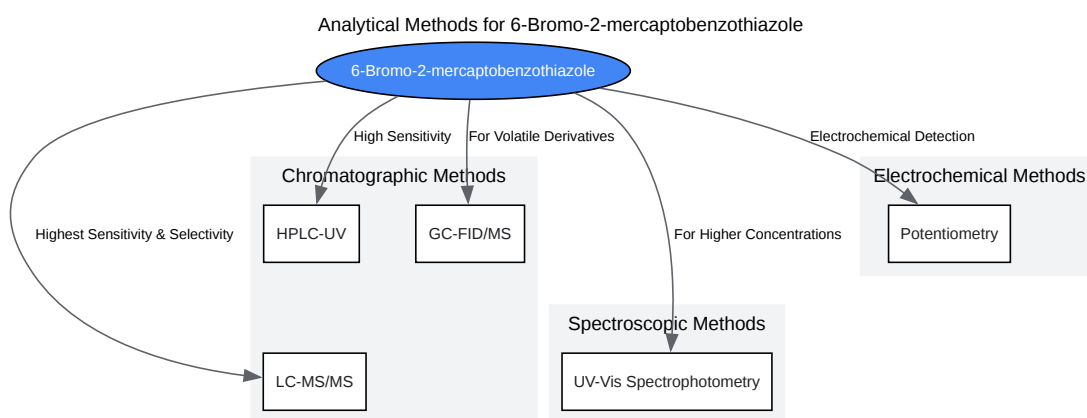 Analytical Methods for 6-Bromo-2-mercaptobenzothiazole
6-Bromo-2-mercaptobenzothiazole
High Sensitivity
For Volatile Derivatives
Electrochemical Detection
Chromatographic Methods
Electrochemical Methods
HPLC-UV
GC-FID/MS
Potentiometry
Highest Sensitivity & Selectivity
For Higher Concentrations
Spectroscopic Methods
LC-MS/MS
UV-Vis Spectrophotometry